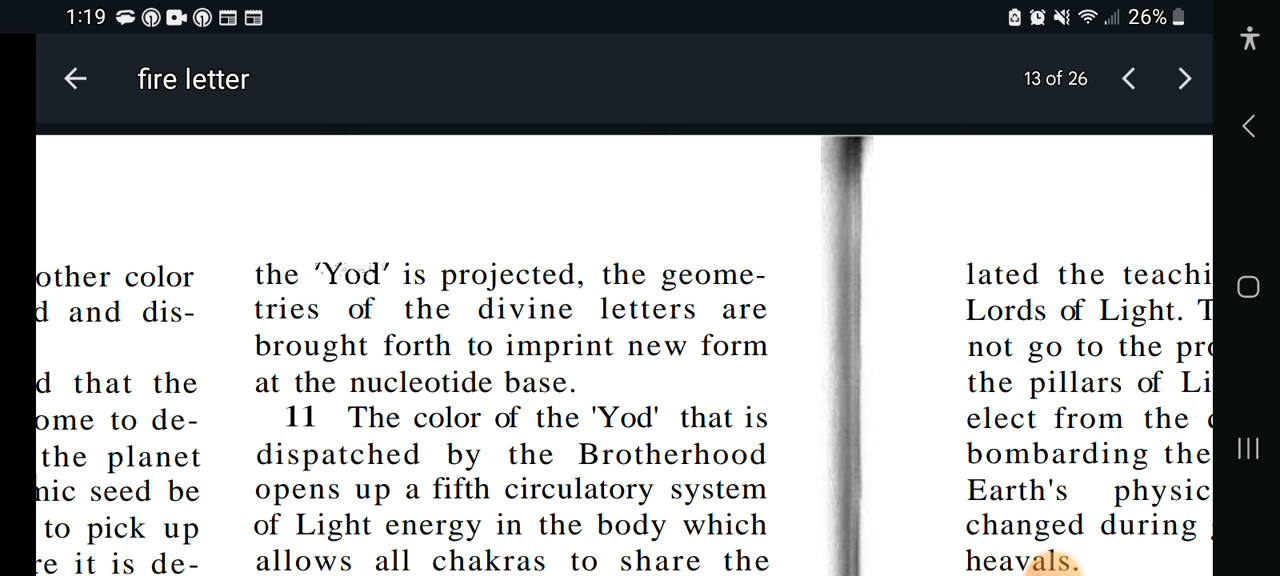 1:19
26%
fire letter
13 of 26
other color
d and dis-
d that the
ome to de-
the planet
mic seed be
to pick up
re it is de-
the 'Yod' is projected, the geome-
tries of the divine letters are
brought forth to imprint new form
at the nucleotide base.
11 The color of the 'Yod' that is
dispatched by the Brotherhood
opens up a fifth circulatory system
of Light energy in the body which
allows all chakras to share the
lated the teachi
Lords of Light. T
not go to the pro
the pillars of Li
elect from the
bombarding the
Earth's physic
changed during
heavals.